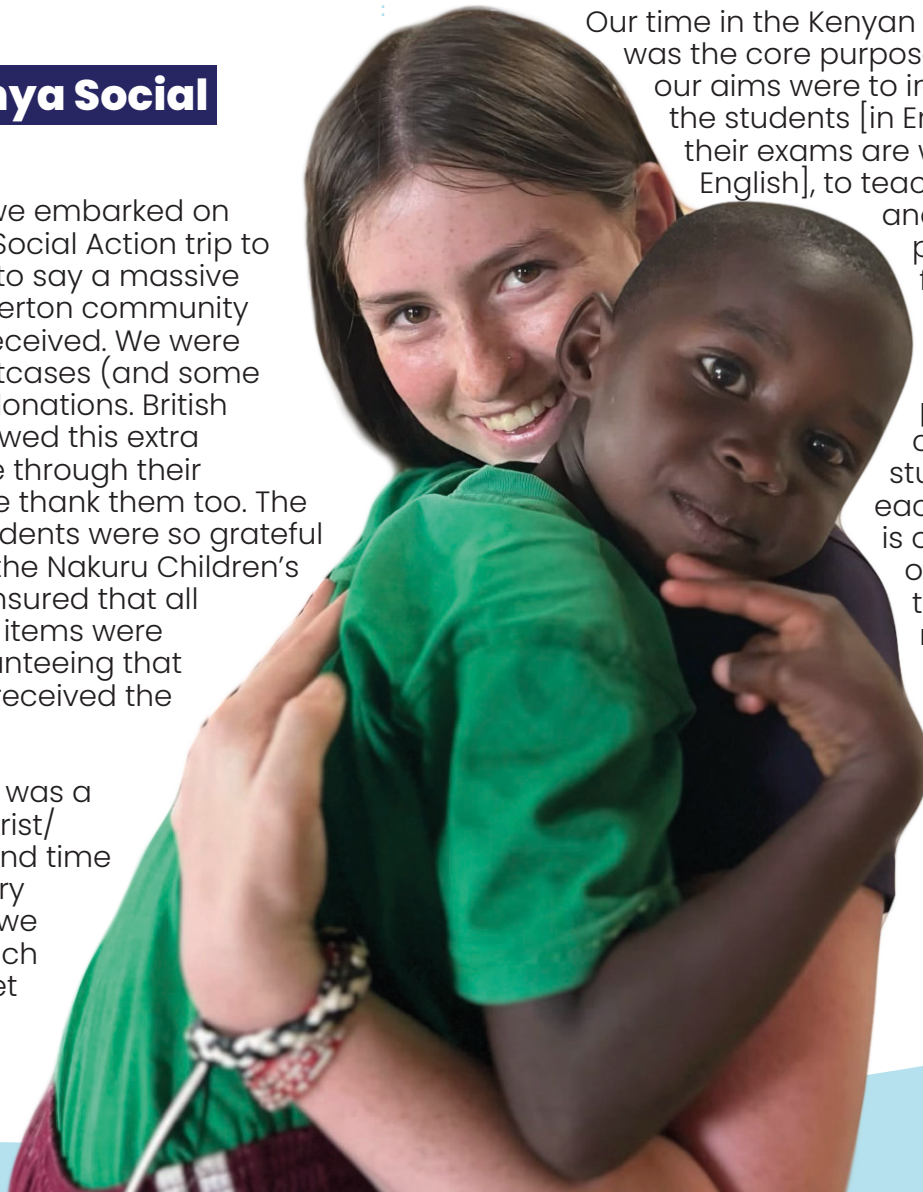 nya Social
we embarked on
Social Action trip to
to say a massive
erton community
eceived. We were
tcases (and some
donations. British
wed this extra
e through their
e thank them too. The
dents were so grateful
the Nakuru Children's
nsured that all
items were
anteeing that
received the
was a
rist/
nd time
ry
we
ch
et
Our time in the Kenyan
was the core purpos
our aims were to in
the students [in En
their exams are w
English], to teac
and
p
f
stu
eac
is c
o
t